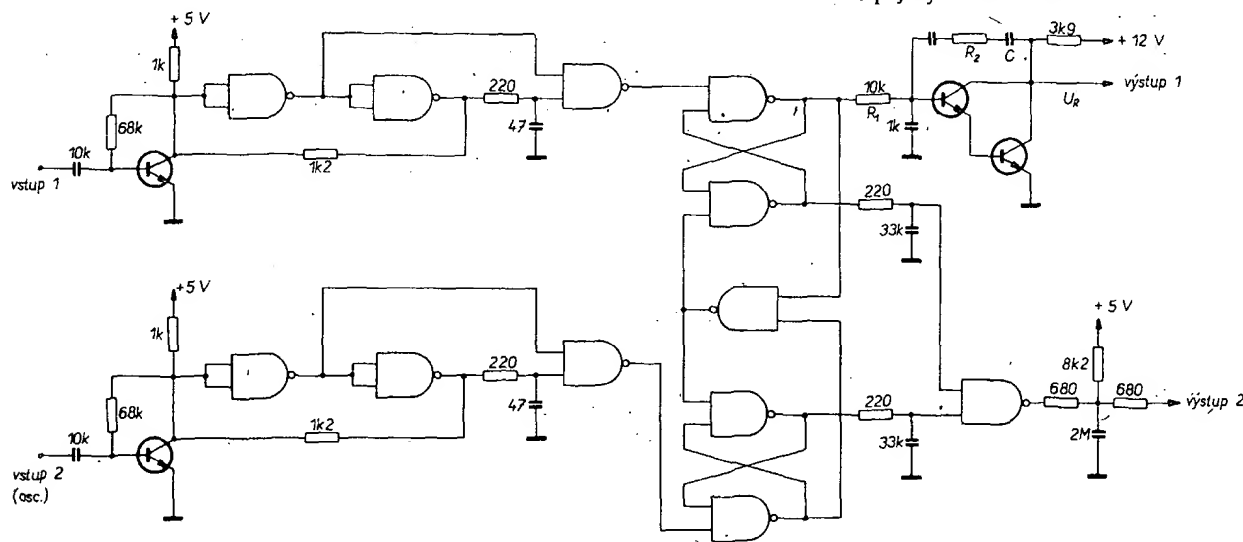 + 5 V
1k
68k
10k
vstup 1
1k2
220
47
10k
R1
1k
R2
C
3k9
+ 12 V
výstup 1
UR
220
33k
+ 5 V
1k
68k
10k
vstup 2
(osc.)
1k2
220
47
220
33k
+ 5 V
8k2
680
680
2M
výstup 2